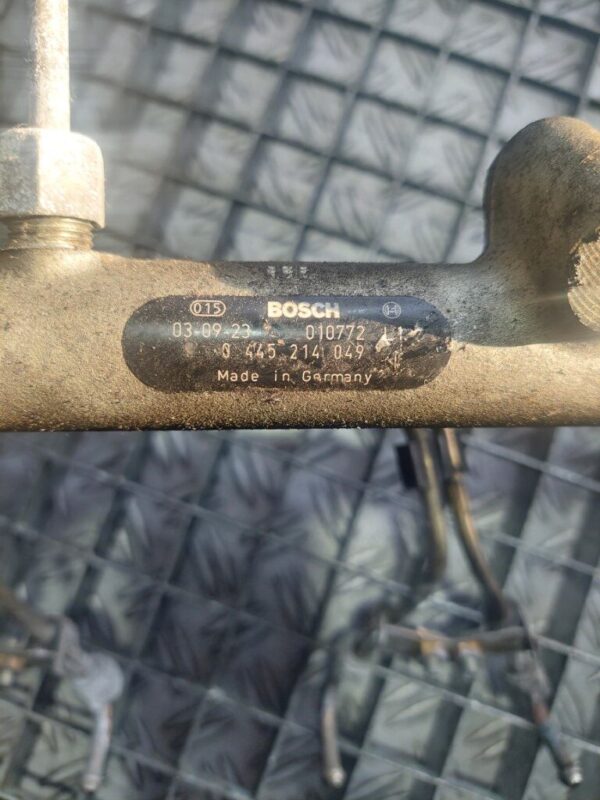 015 BOSCH
03-09-23 010772
0 445 214 049
Made in Germany